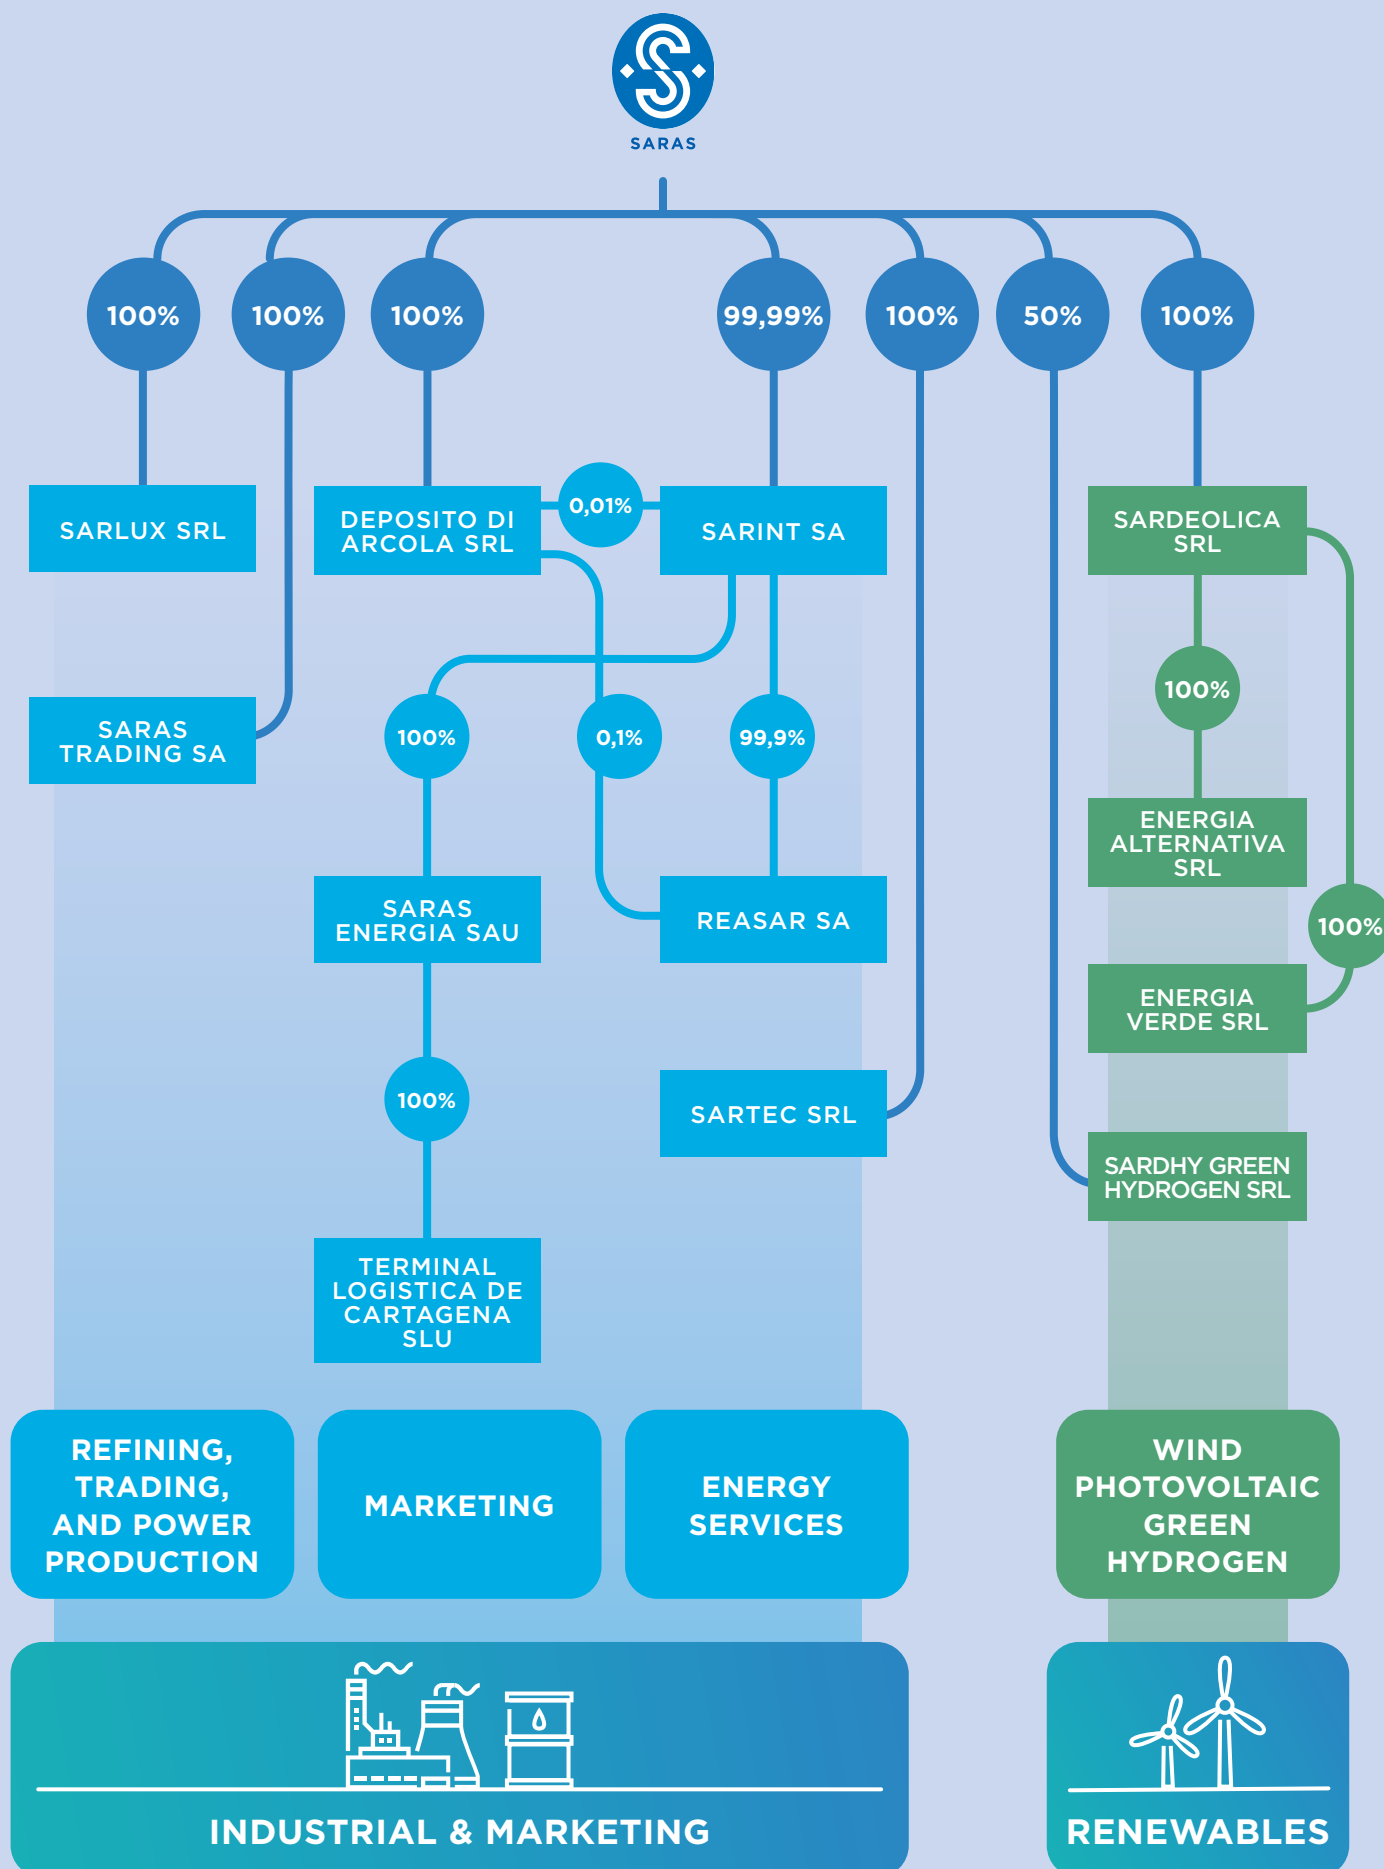 SARAS
100%
100%
100%
99,99%
100%
50%
100%
SARLUX SRL
DEPOSITO DI
ARCOLA SRL
0,01%
SARINT SA
SARDEOLICA
SRL
100%
SARAS
TRADING SA
100%
0,1%
99,9%
ENERGIA
ALTERNATIVA
SRL
SARAS
ENERGIA SAU
REASAR SA
100%
ENERGIA
VERDE SRL
100%
SARTEC SRL
SARDHY GREEN
HYDROGEN SRL
TERMINAL
LOGISTICA DE
CARTAGENA
SLU
REFINING,
TRADING,
AND POWER
PRODUCTION
MARKETING
ENERGY
SERVICES
WIND
PHOTOVOLTAIC
GREEN
HYDROGEN
INDUSTRIAL & MARKETING
RENEWABLES